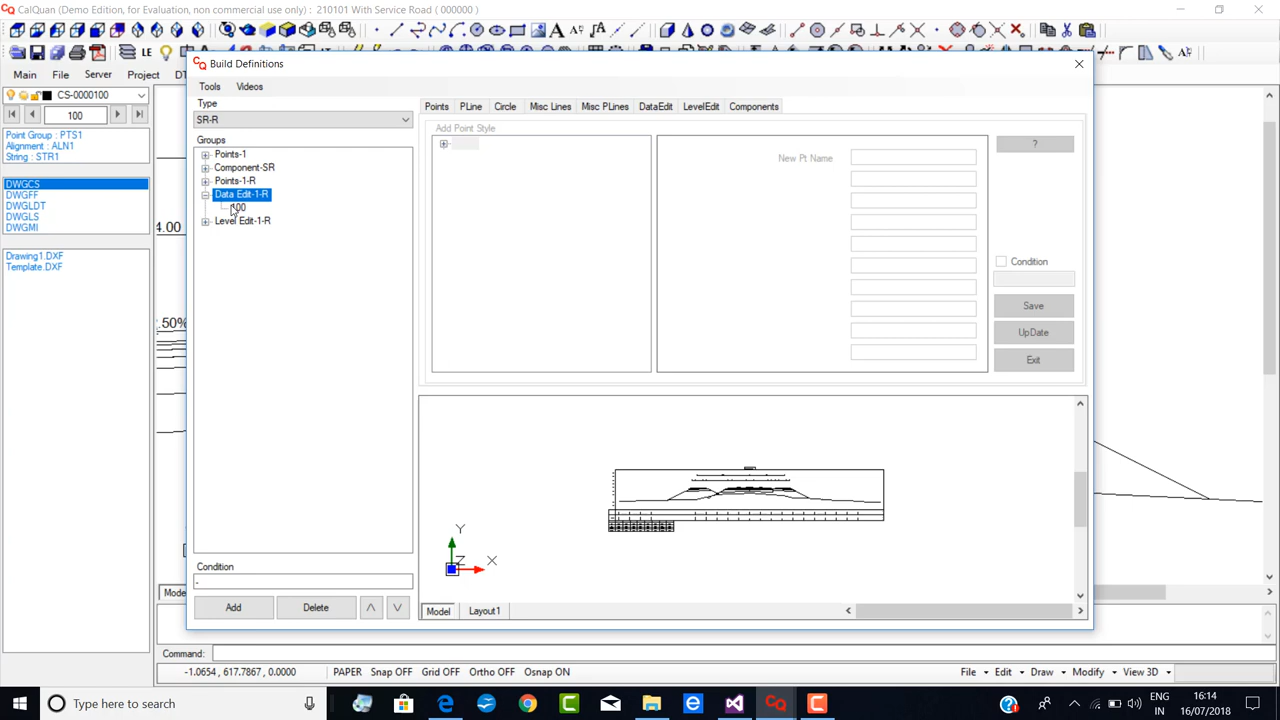 CalQuan (Demo Edition, for Evaluation, non commercial use only) : 210101 With Service Road ( 000000 )
LE
Main File Server Project DT
CS-0000100
100
Point Group : PTS1
Alignment : ALN1
String : STR1
DWGCS
DWGFF
DWGLDT
DWGLS
DWGMI
Drawing1.DXF
Template.DXF
4.00
.50%
Build Definitions
Tools Videos
Type
SR-R
Groups
Points-1
Component-SR
Points-1-R
Data Edit-1-R
100
Level Edit-1-R
Condition
-
Add Delete
Points PLine Circle Misc Lines Misc PLines DataEdit LevelEdit Components
Add Point Style
New Pt Name
?
Condition
Save
UpDate
Exit
Y
Z X
Model Layout1
Mode
Command:
-1.0654 , 617.7867 , 0.0000 PAPER Snap OFF Grid OFF Ortho OFF Osnap ON File Edit Draw Modify View 3D
Type here to search
ENG
IN
16:14
16/07/2018